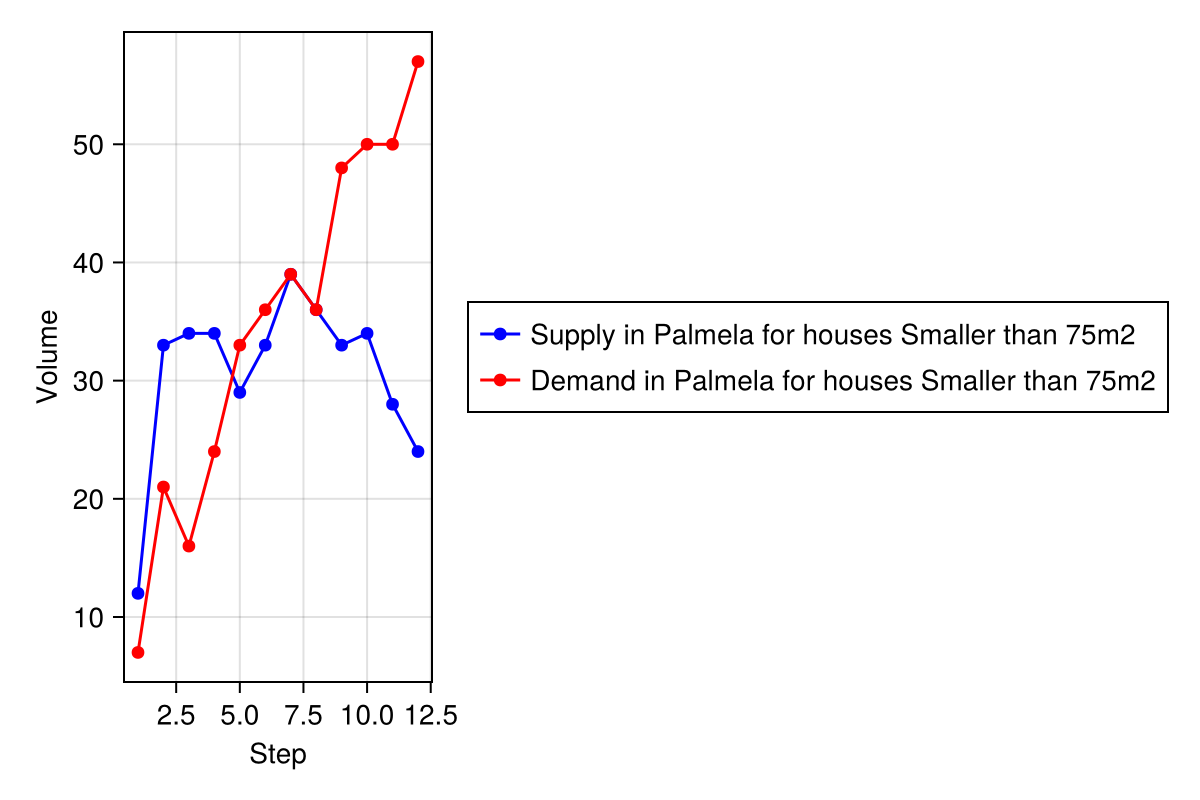 50
40
30
20
10
Volume
2.5 5.0 7.5 10.0 12.5
Step
Supply in Palmela for houses Smaller than 75m2
Demand in Palmela for houses Smaller than 75m2